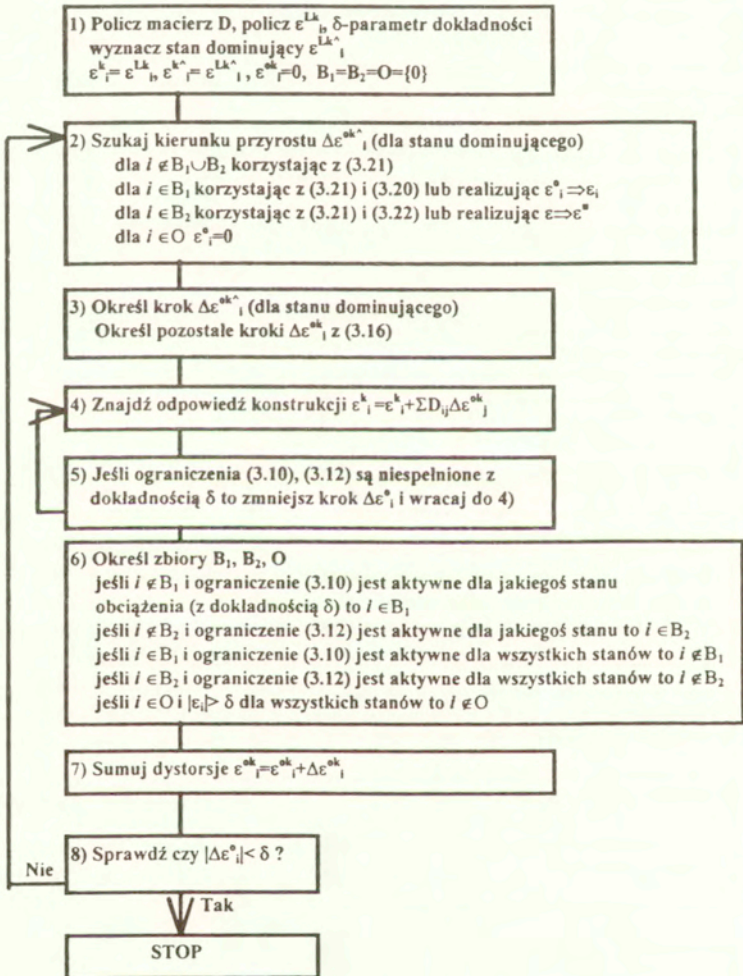 1) Policz macierz D, policz ε^Lk_i, δ-parametr dokładności
wyznacz stan dominujący ε^Lk^_i
ε^k_i= ε^Lk_i, ε^k^_i= ε^Lk^_i , ε^ok_i=0, B₁=B₂=O={0}
2) Szukaj kierunku przyrostu Δε^ok^_i (dla stanu dominującego)
dla i ∉B₁∪B₂ korzystając z (3.21)
dla i ∈B₁ korzystając z (3.21) i (3.20) lub realizując ε^o_i⇒ε_i
dla i ∈B₂ korzystając z (3.21) i (3.22) lub realizując ε⇒ε^o
dla i ∈O ε^o_i=0
3) Określ krok Δε^ok^_i (dla stanu dominującego)
Określ pozostałe kroki Δε^ok_i z (3.16)
4) Znajdź odpowiedź konstrukcji ε^k_i=ε^k_i+ΣD_ijΔε^ok_j
5) Jeśli ograniczenia (3.10), (3.12) są niespełnione z
dokładnością δ to zmniejsz krok Δε^o_i i wracaj do 4)
6) Określ zbiory B₁, B₂, O
jeśli i ∉B₁ i ograniczenie (3.10) jest aktywne dla jakiegoś stanu
obciążenia (z dokladnością δ) to i ∈B₁
jeśli i ∉B₂ i ograniczenie (3.12) jest aktywne dla jakiegoś stanu to i ∈B₂
jeśli i ∈B₁ i ograniczenie (3.10) jest aktywne dla wszystkich stanów to i ∉B₁
jeśli i ∈B₂ i ograniczenie (3.12) jest aktywne dla wszystkich stanów to i ∉B₂
jeśli i∈O i |ε_i|> δ dla wszystkich stanów to i ∉O
7) Sumuj dystorsje ε^ok_i=ε^ok_i+Δε^ok_i
8) Sprawdź czy |Δε^o_i|< δ ?
Nie
Tak
STOP